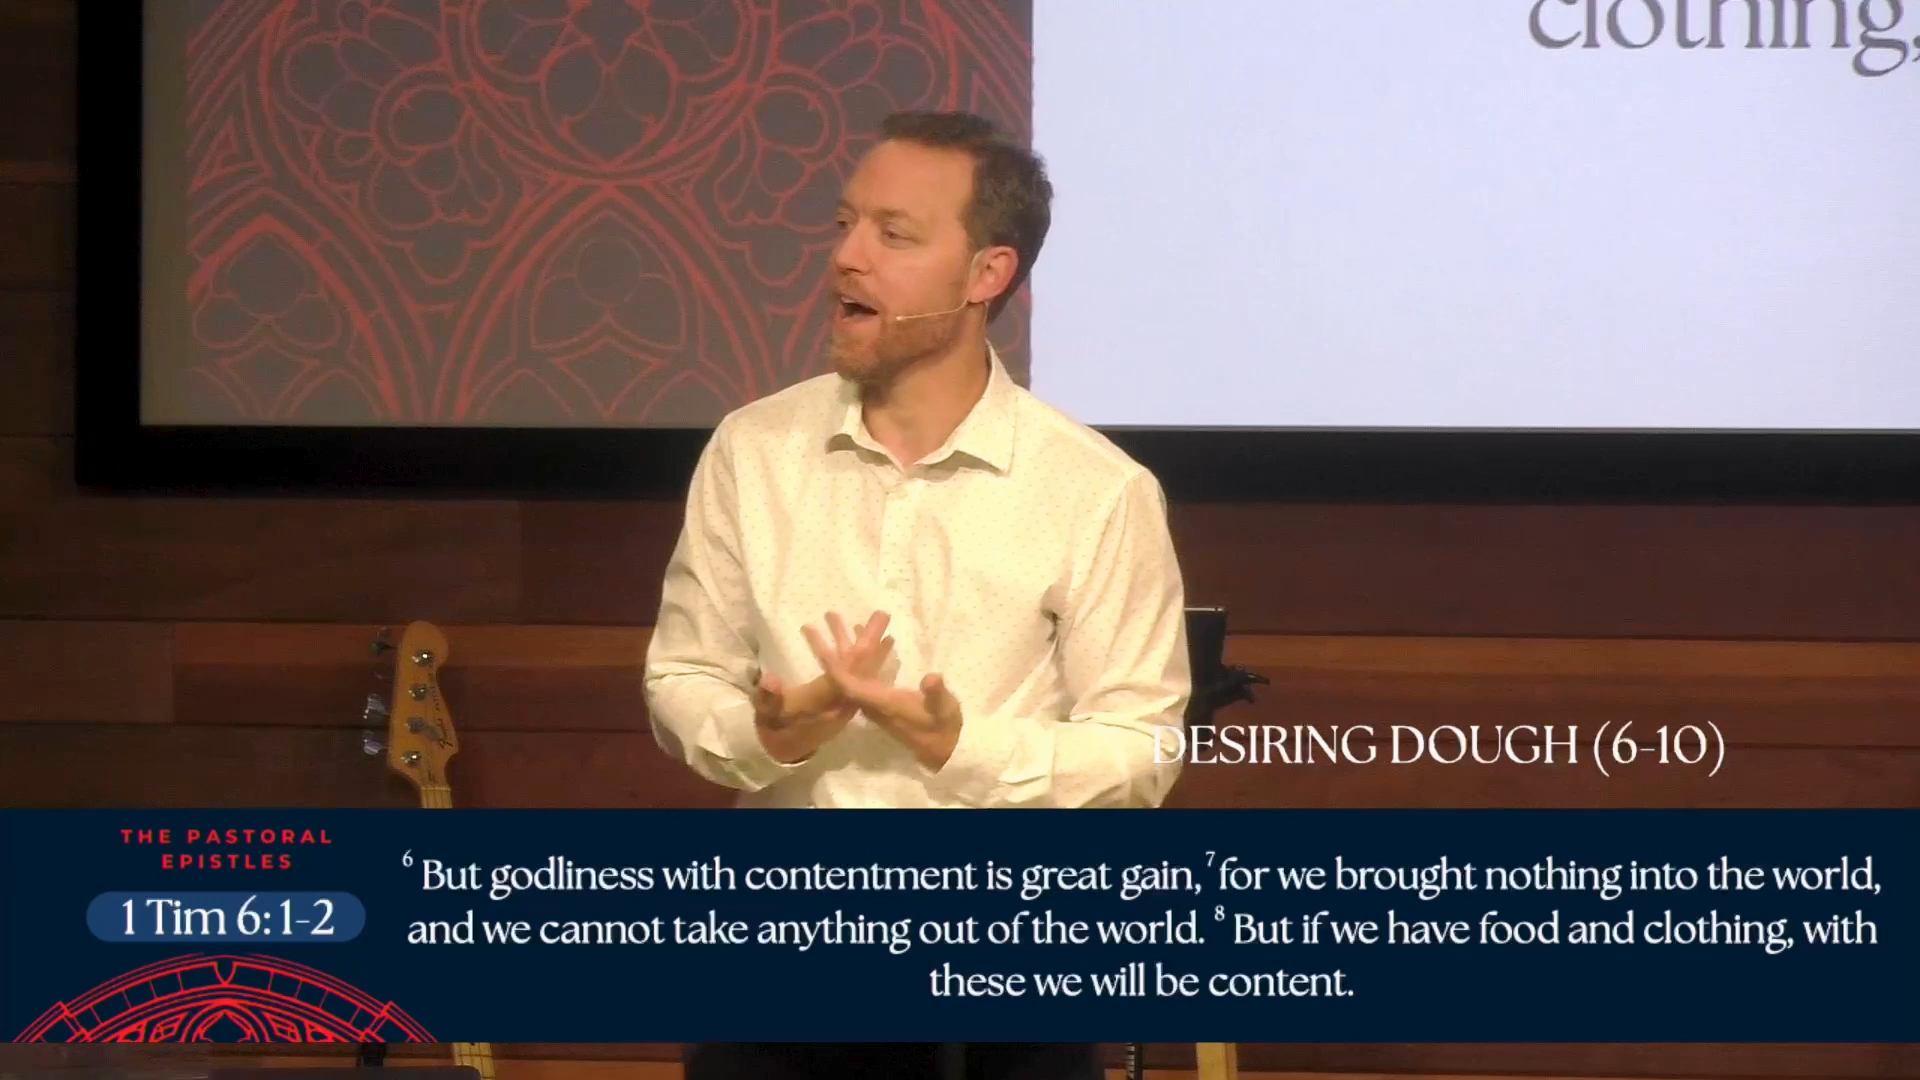 clothing,
DESIRING DOUGH (6-10)
THE PASTORAL
EPISTLES
1 Tim 6:1-2
6 But godliness with contentment is great gain, 7 for we brought nothing into the world,
and we cannot take anything out of the world. 8 But if we have food and clothing, with
these we will be content.